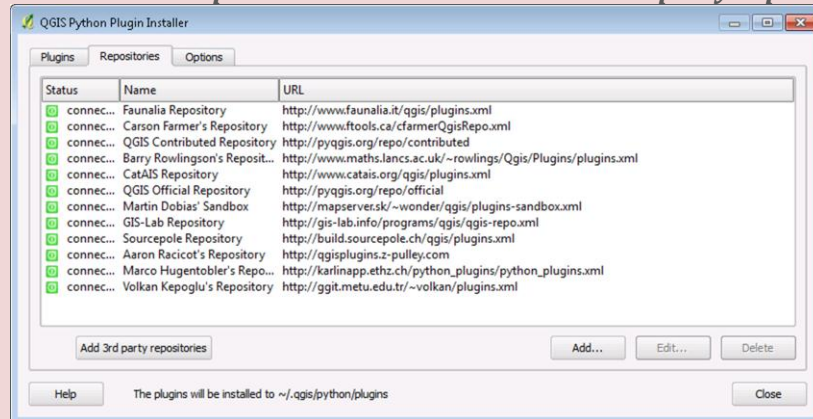 QGIS Python Plugin Installer
Plugins Repositories Options
Status Name URL
connec... Faunalia Repository http://www.faunalia.it/qgis/plugins.xml
connec... Carson Farmer's Repository http://www.ftools.ca/cfarmerQgisRepo.xml
connec... QGIS Contributed Repository http://pyqgis.org/repo/contributed
connec... Barry Rowlingson's Reposit... http://www.maths.lancs.ac.uk/~rowlings/Qgis/Plugins/plugins.xml
connec... CatAIS Repository http://www.catais.org/qgis/plugins.xml
connec... QGIS Official Repository http://pyqgis.org/repo/official
connec... Martin Dobias' Sandbox http://mapserver.sk/~wonder/qgis/plugins-sandbox.xml
connec... GIS-Lab Repository http://gis-lab.info/programs/qgis/qgis-repo.xml
connec... Sourcepole Repository http://build.sourcepole.ch/qgis/plugins.xml
connec... Aaron Racicot's Repository http://qgisplugins.z-pulley.com
connec... Marco Hugentobler's Repo... http://karlinapp.ethz.ch/python_plugins/python_plugins.xml
connec... Volkan Kepoglu's Repository http://ggit.metu.edu.tr/~volkan/plugins.xml
Add 3rd party repositories Add... Edit... Delete
Help The plugins will be installed to ~/.qgis/python/plugins Close